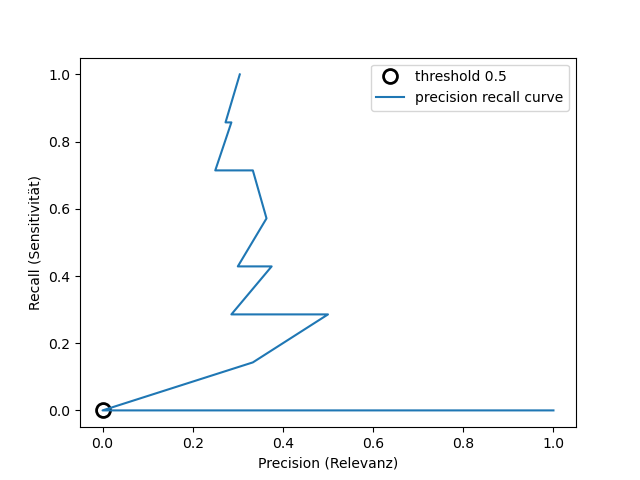 threshold 0.5
precision recall curve
1.0
0.8
0.6
0.4
0.2
0.0
Recall (Sensitivität)
0.0 0.2 0.4 0.6 0.8 1.0
Precision (Relevanz)